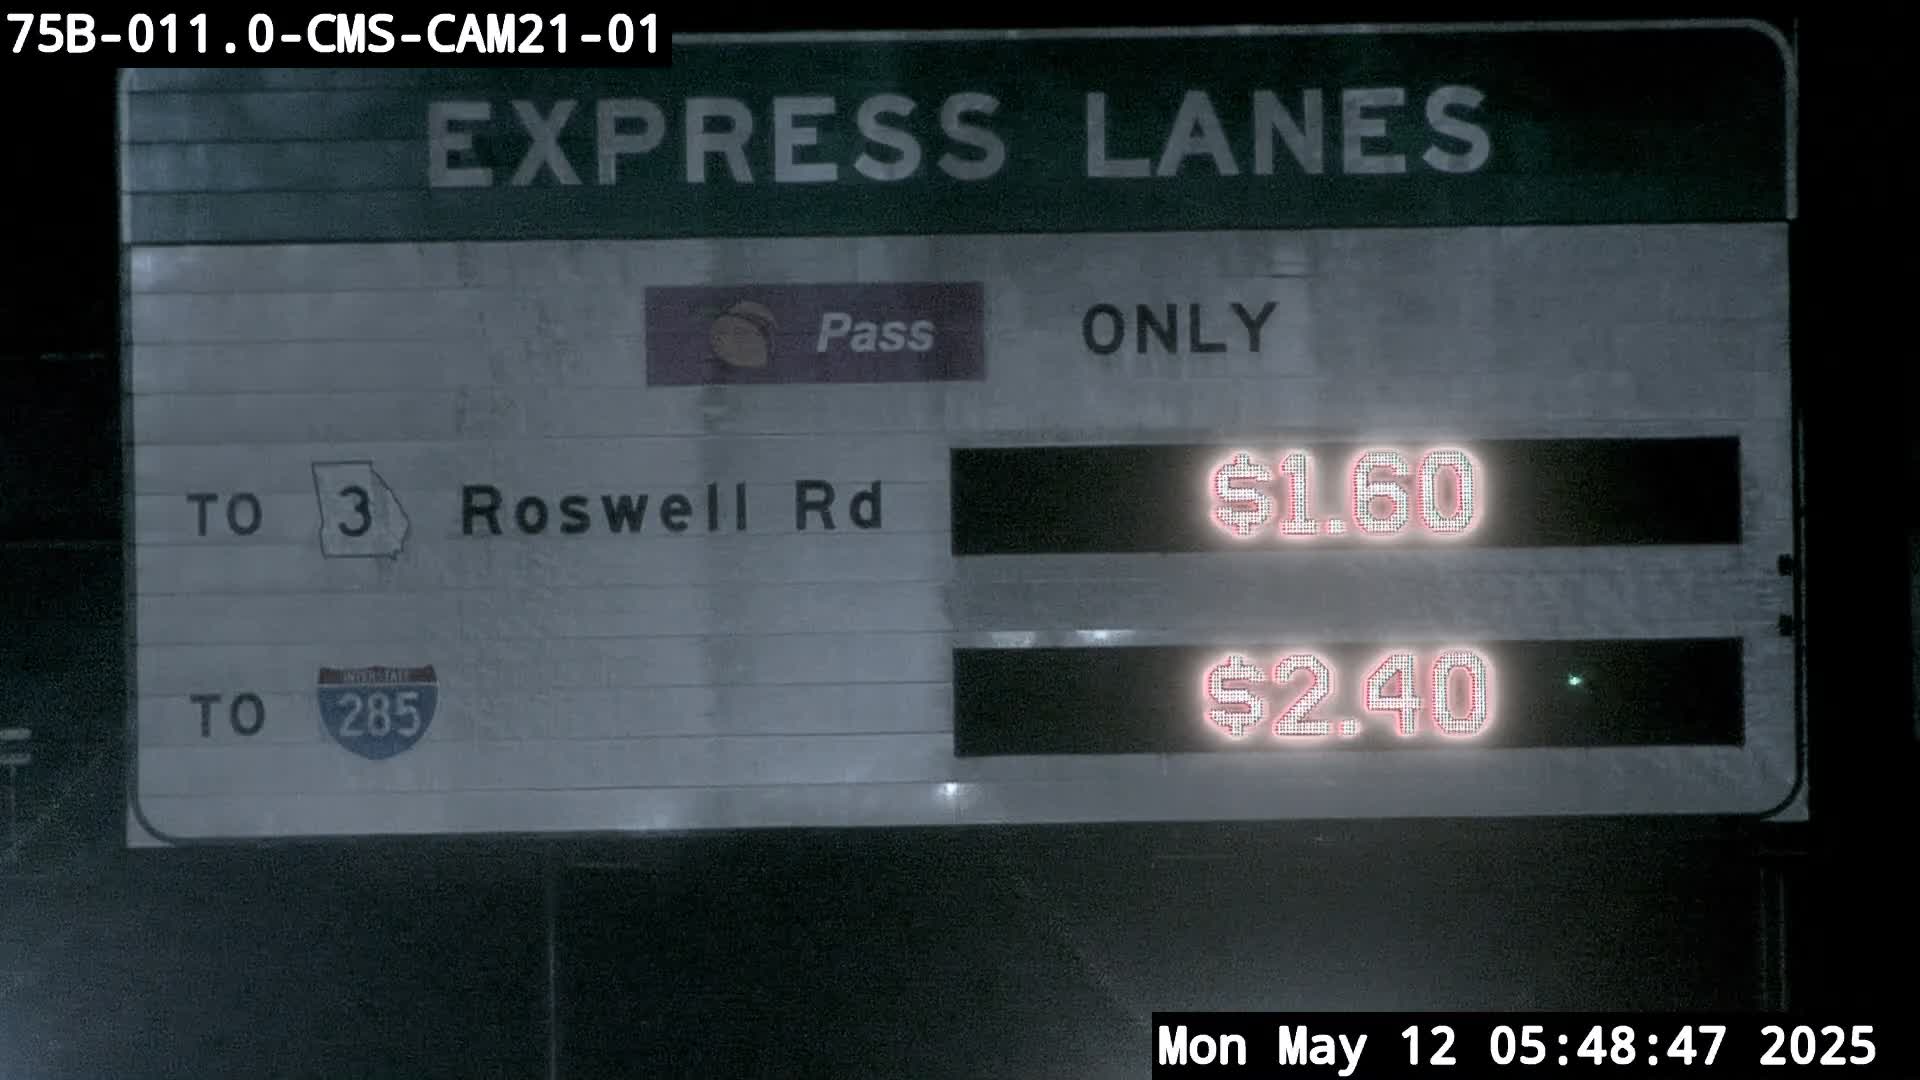 75B-011.0-CMS-CAM21-01
EXPRESS LANES
Pass ONLY
TO 3 Roswell Rd $1.60
INTERSTATE
TO 285 $2.40
Mon May 12 05:48:47 2025